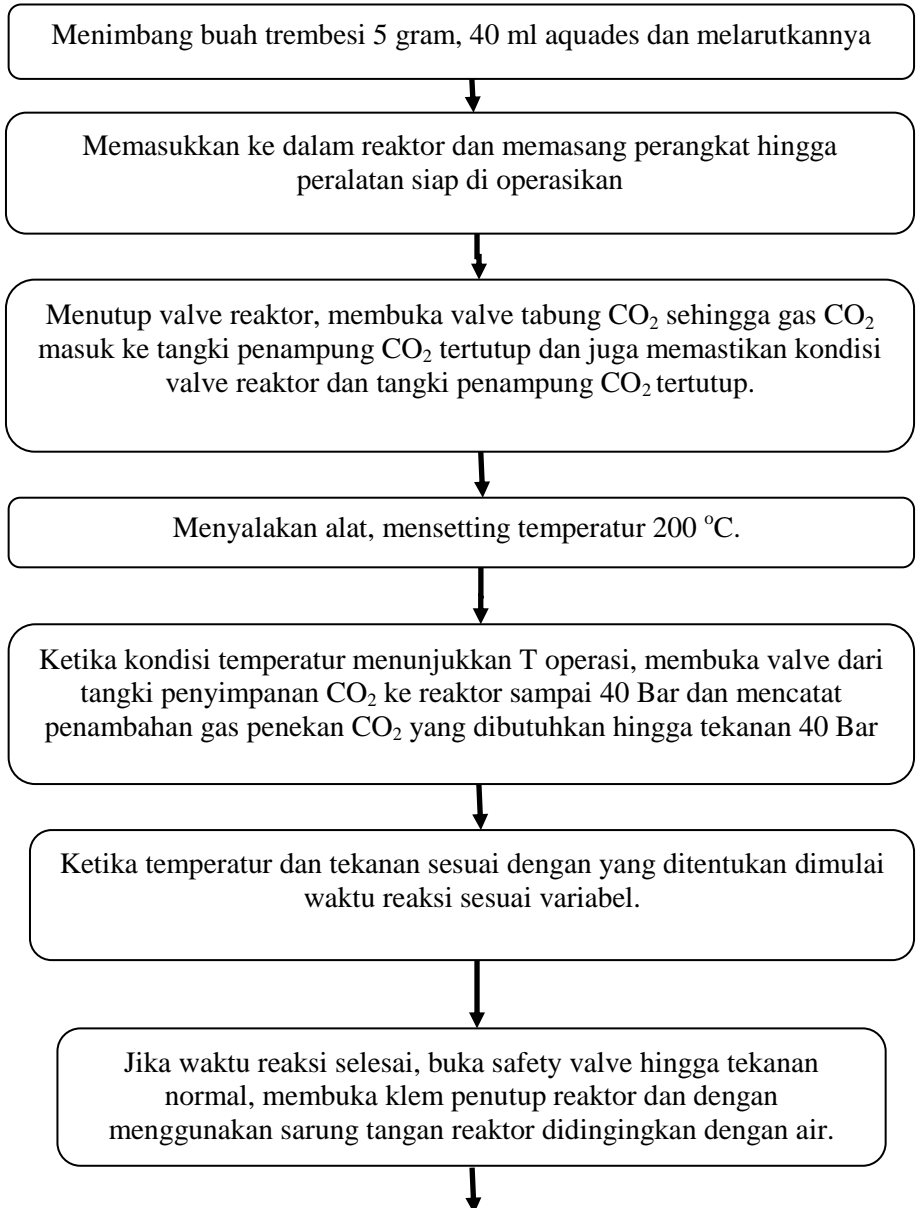 Menimbang buah trembesi 5 gram, 40 ml aquades dan melarutkannya
Memasukkan ke dalam reaktor dan memasang perangkat hingga
peralatan siap di operasikan
Menutup valve reaktor, membuka valve tabung CO₂ sehingga gas CO₂
masuk ke tangki penampung CO₂ tertutup dan juga memastikan kondisi
valve reaktor dan tangki penampung CO₂ tertutup.
Menyalakan alat, mensetting temperatur 200 °C.
Ketika kondisi temperatur menunjukkan T operasi, membuka valve dari
tangki penyimpanan CO₂ ke reaktor sampai 40 Bar dan mencatat
penambahan gas penekan CO₂ yang dibutuhkan hingga tekanan 40 Bar
Ketika temperatur dan tekanan sesuai dengan yang ditentukan dimulai
waktu reaksi sesuai variabel.
Jika waktu reaksi selesai, buka safety valve hingga tekanan
normal, membuka klem penutup reaktor dan dengan
menggunakan sarung tangan reaktor didingingkan dengan air.